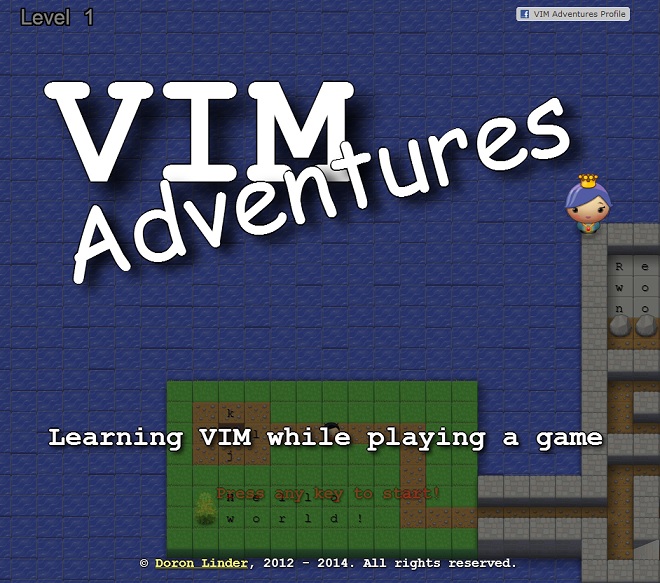 Level 1
VIM Adventures Profile
VIM
Adventures
R e
w o
n o
k
l
j
Learning VIM while playing a game
Press any key to start!
H e l l o
w o r l d !
© Doron Linder, 2012 - 2014. All rights reserved.